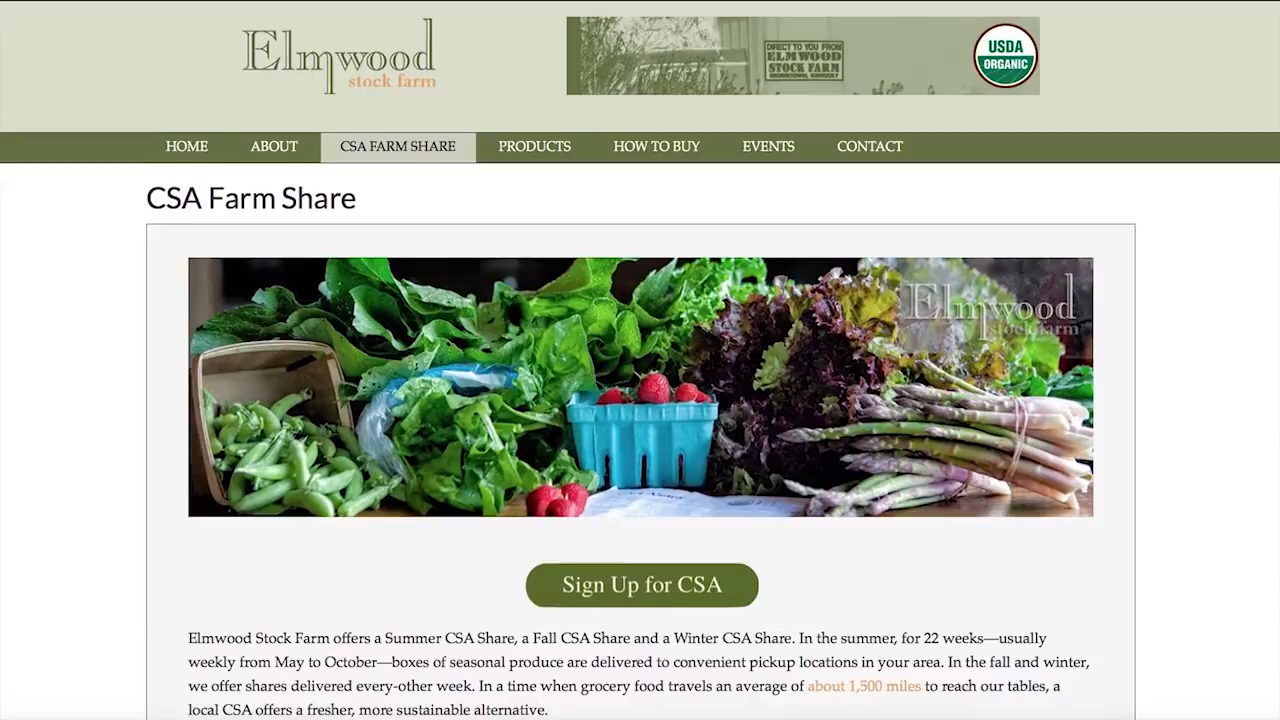 Elmwood
stock farm
DIRECT TO YOU FROM
ELMWOOD
STOCK FARM
USDA
ORGANIC
HOME ABOUT CSA FARM SHARE PRODUCTS HOW TO BUY EVENTS CONTACT
CSA Farm Share
Elmwood
stock farm
Sign Up for CSA
Elmwood Stock Farm offers a Summer CSA Share, a Fall CSA Share and a Winter CSA Share. In the summer, for 22 weeks—usually
weekly from May to October—boxes of seasonal produce are delivered to convenient pickup locations in your area. In the fall and winter,
we offer shares delivered every-other week. In a time when grocery food travels an average of about 1,500 miles to reach our tables, a
local CSA offers a fresher, more sustainable alternative.